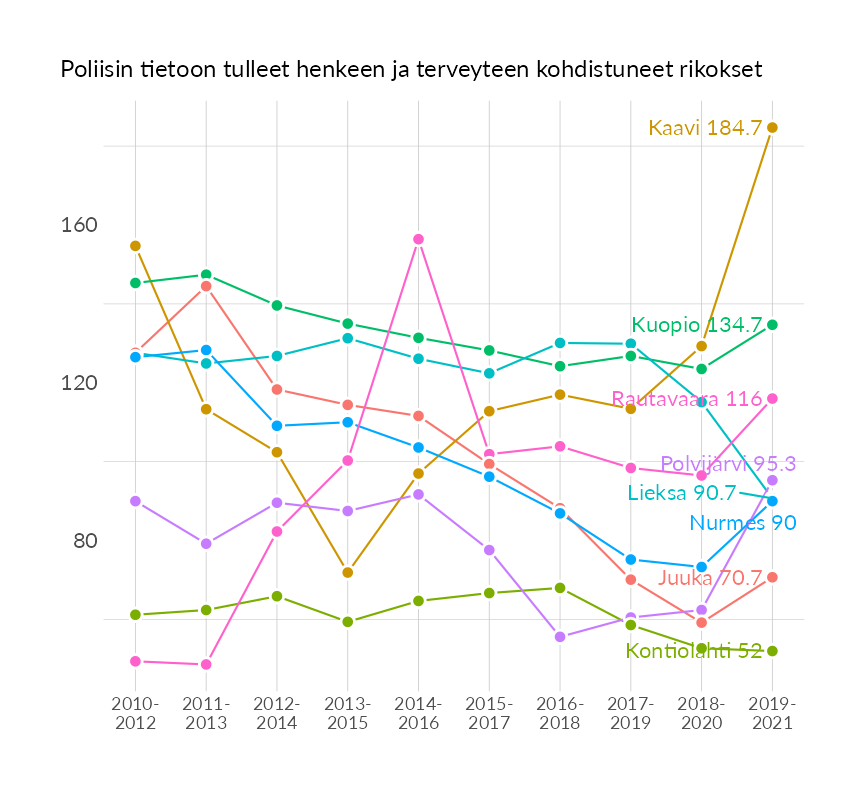 Poliisin tietoon tulleet henkeen ja terveyteen kohdistuneet rikokset
Kaavi 184.7
160
Kuopio 134.7
120
Rautavaara 116
Polvijärvi 95.3
Lieksa 90.7
Nurmes 90
80
Juuka 70.7
Kontiolahti 52
2010- 2011- 2012- 2013- 2014- 2015- 2016- 2017- 2018- 2019-
2012 2013 2014 2015 2016 2017 2018 2019 2020 2021